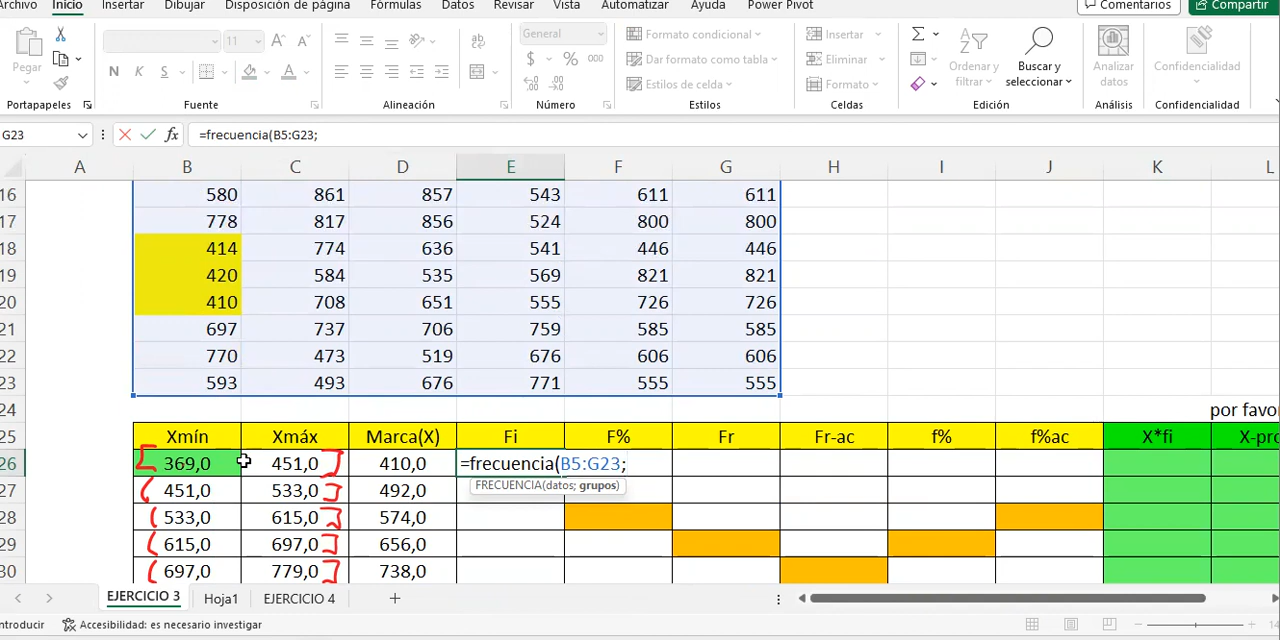 Archivo Inicio Insertar Dibujar Disposición de página Fórmulas Datos Revisar Vista Automatizar Ayuda Power Pivot Comentarios Compartir
Pegar
11 A A ab General Formato condicional Insertar Σ A Z
N K S A $ % 000 Dar formato como tabla Eliminar Ordenar y filtrar Buscar y seleccionar Analizar datos Confidencialidad
Estilos de celda Formato
Portapapeles Fuente Alineación Número Estilos Celdas Edición Análisis Confidencialidad
G23 fx =frecuencia(B5:G23;
A B C D E F G H I J K L
16 580 861 857 543 611 611
17 778 817 856 524 800 800
18 414 774 636 541 446 446
19 420 584 535 569 821 821
20 410 708 651 555 726 726
21 697 737 706 759 585 585
22 770 473 519 676 606 606
23 593 493 676 771 555 555
24 por favor
25 Xmín Xmáx Marca(X) Fi F% Fr Fr-ac f% f%ac X*fi X-pro
26 [ 369,0 451,0 ] 410,0 =frecuencia(B5:G23;
FRECUENCIA(datos; grupos)
27 ( 451,0 533,0 ] 492,0
28 ( 533,0 615,0 ] 574,0
29 ( 615,0 697,0 ] 656,0
30 ( 697,0 779,0 ] 738,0
EJERCICIO 3 Hoja1 EJERCICIO 4 +
Introducir Accesibilidad: es necesario investigar